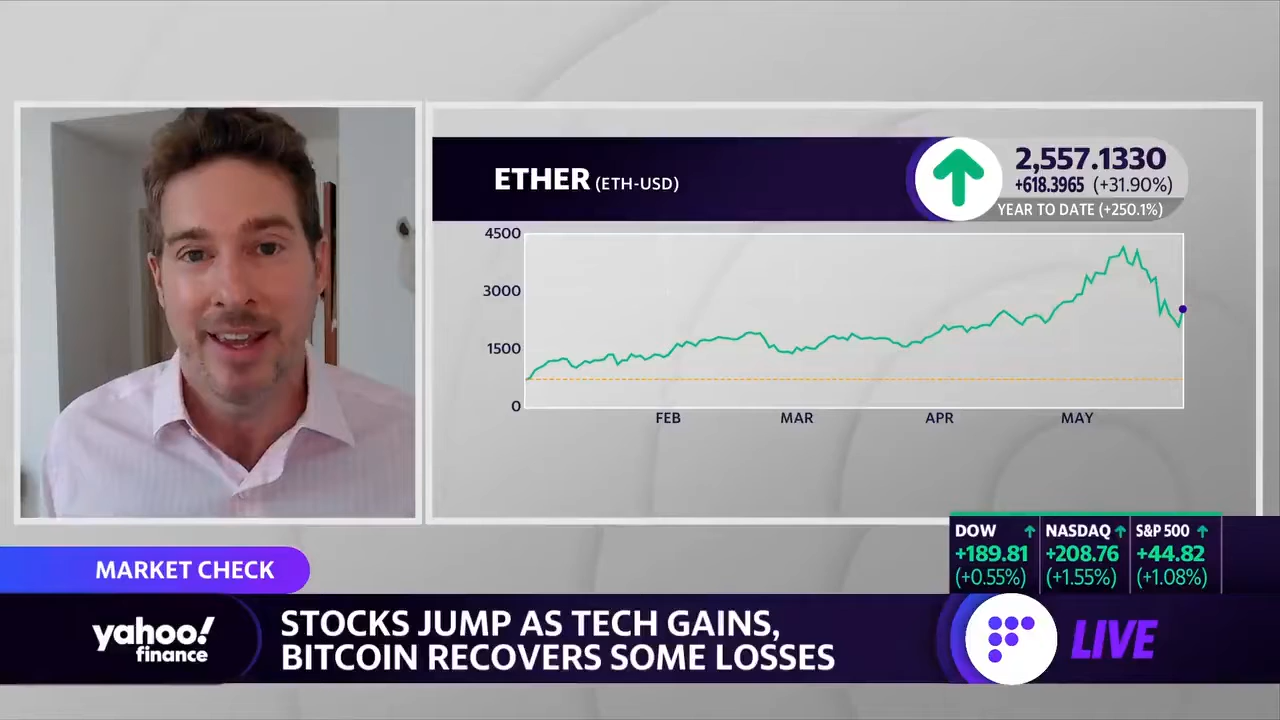 ETHER (ETH-USD)
2,557.1330
+618.3965 (+31.90%)
YEAR TO DATE (+250.1%)
4500
3000
1500
0
FEB MAR APR MAY
DOW NASDAQ S&P 500
+189.81 +208.76 +44.82
(+0.55%) (+1.55%) (+1.08%)
MARKET CHECK
yahoo!
finance
STOCKS JUMP AS TECH GAINS,
BITCOIN RECOVERS SOME LOSSES
LIVE